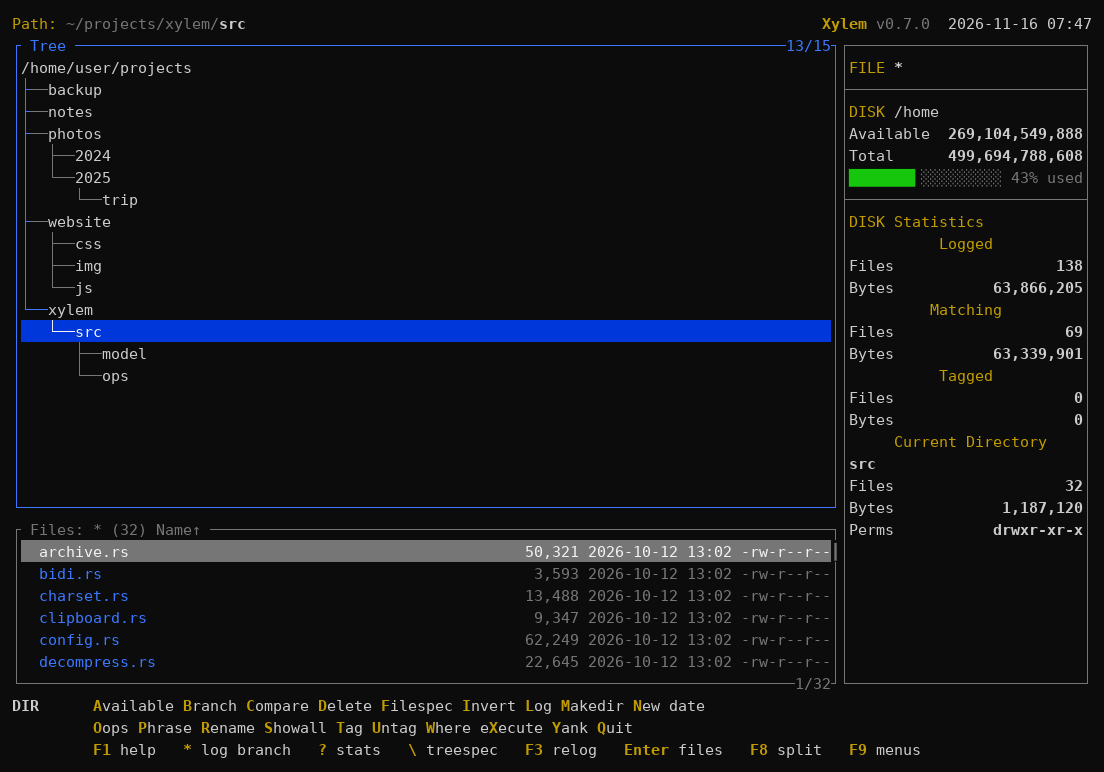 Path: ~/projects/xylem/src Xylem v0.7.0 2026-11-16 07:47
Tree 13/15
/home/user/projects
backup
notes
photos
2024
2025
trip
website
css
img
js
xylem
src
model
ops
FILE *
DISK /home
Available 269,104,549,888
Total 499,694,788,608
43% used
DISK Statistics
Logged
Files 138
Bytes 63,866,205
Matching
Files 69
Bytes 63,339,901
Tagged
Files 0
Bytes 0
Current Directory
src
Files 32
Bytes 1,187,120
Perms drwxr-xr-x
Files: * (32) Name↑
archive.rs 50,321 2026-10-12 13:02 -rw-r--r--
bidi.rs 3,593 2026-10-12 13:02 -rw-r--r--
charset.rs 13,488 2026-10-12 13:02 -rw-r--r--
clipboard.rs 9,347 2026-10-12 13:02 -rw-r--r--
config.rs 62,249 2026-10-12 13:02 -rw-r--r--
decompress.rs 22,645 2026-10-12 13:02 -rw-r--r--
1/32
DIR Available Branch Compare Delete Filespec Invert Log Makedir New date
Oops Phrase Rename Showall Tag Untag Where eXecute Yank Quit
F1 help * log branch ? stats \ treespec F3 relog Enter files F8 split F9 menus